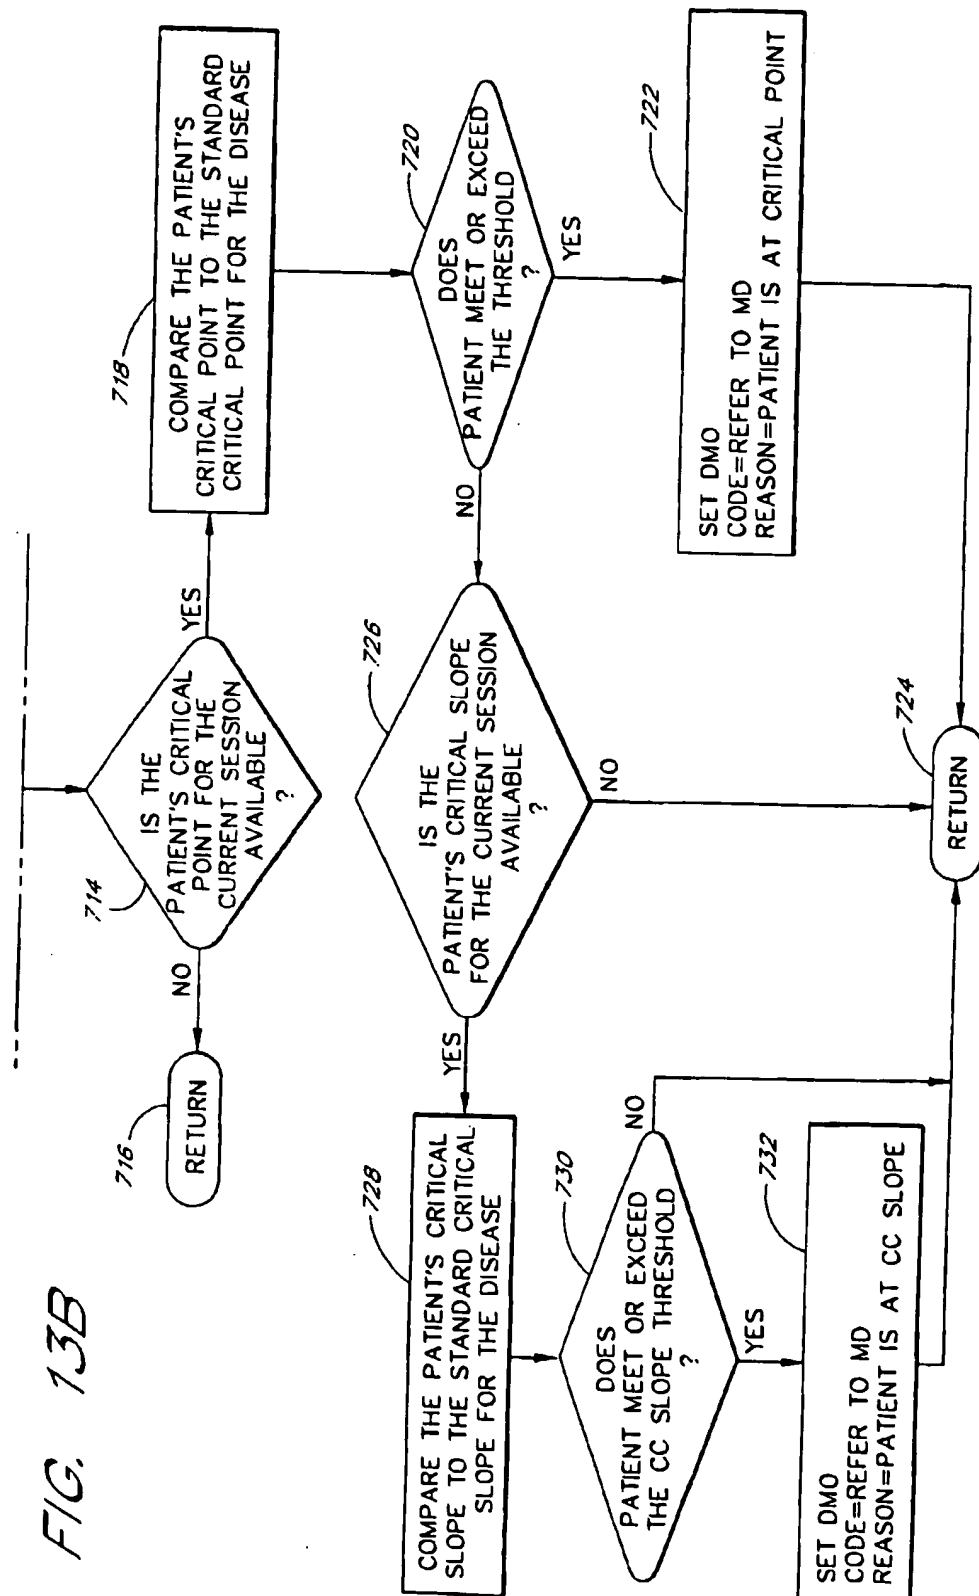 FIG. 13B
IS THE
PATIENT'S CRITICAL
POINT FOR THE
CURRENT SESSION
AVAILABLE
?
714
NO
716
RETURN
YES
718
COMPARE THE PATIENT'S
CRITICAL POINT TO THE STANDARD
CRITICAL POINT FOR THE DISEASE
720
DOES
PATIENT MEET OR EXCEED
THE THRESHOLD
?
YES
722
SET DMO
CODE=REFER TO MD
REASON=PATIENT IS AT CRITICAL POINT
NO
726
IS THE
PATIENT'S CRITICAL SLOPE
FOR THE CURRENT SESSION
AVAILABLE
?
NO
724
RETURN
YES
728
COMPARE THE PATIENT'S CRITICAL
SLOPE TO THE STANDARD CRITICAL
SLOPE FOR THE DISEASE
730
DOES
PATIENT MEET OR EXCEED
THE CC SLOPE THRESHOLD
?
NO
YES
732
SET DMO
CODE=REFER TO MD
REASON=PATIENT IS AT CC SLOPE